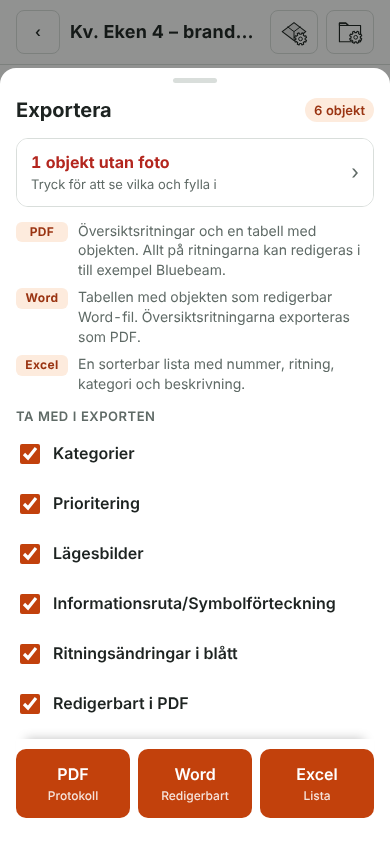 ‹
Kv. Eken 4 – brand...
Exportera
6 objekt
1 objekt utan foto
Tryck för att se vilka och fylla i
›
PDF
Översiktsritningar och en tabell med
objekten. Allt på ritningarna kan redigeras i
till exempel Bluebeam.
Word
Tabellen med objekten som redigerbar
Word-fil. Översiktsritningarna exporteras
som PDF.
Excel
En sorterbar lista med nummer, ritning,
kategori och beskrivning.
TA MED I EXPORTEN
Kategorier
Prioritering
Lägesbilder
Informationsruta/Symbolförteckning
Ritningsändringar i blått
Redigerbart i PDF
PDF
Protokoll
Word
Redigerbart
Excel
Lista